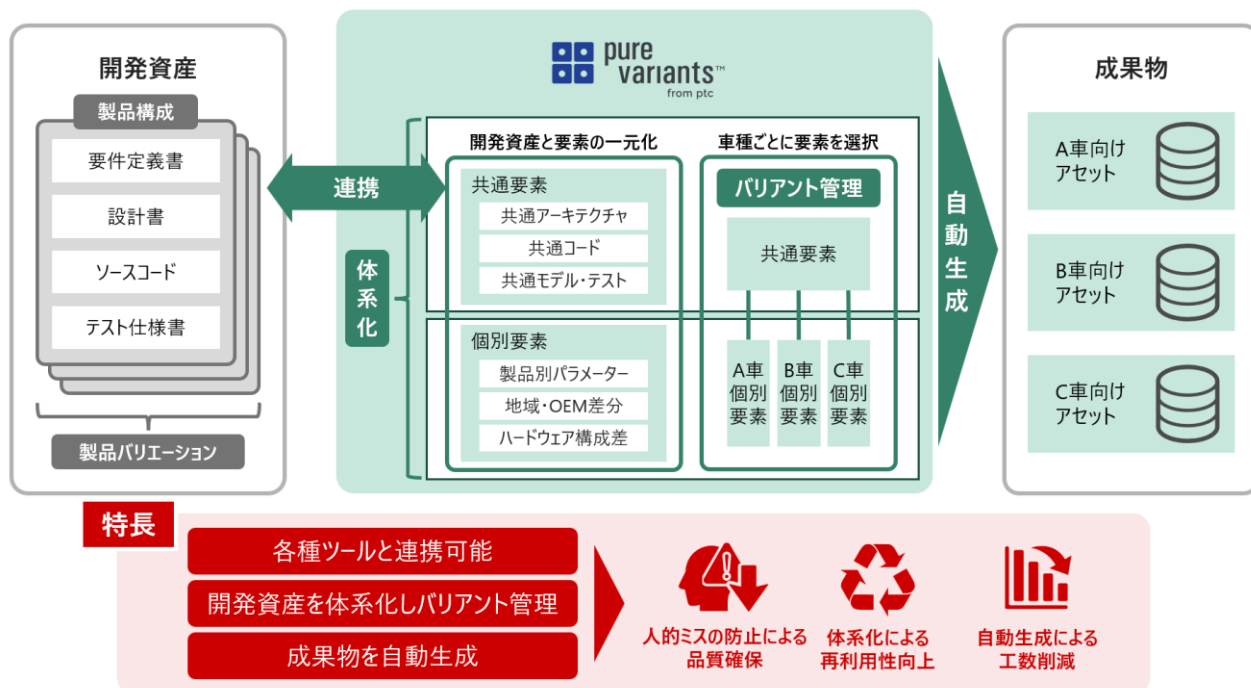 開発資産
製品構成
要件定義書
設計書
ソースコード
テスト仕様書
製品バリエーション
連携
体系化
pure
variants™
from ptc
開発資産と要素の一元化
共通要素
共通アーキテクチャ
共通コード
共通モデル・テスト
個別要素
製品別パラメーター
地域・OEM差分
ハードウェア構成差
車種ごとに要素を選択
バリアント管理
共通要素
A車
個別
要素
B車
個別
要素
C車
個別
要素
自動生成
成果物
A車向け
アセット
B車向け
アセット
C車向け
アセット
特長
各種ツールと連携可能
開発資産を体系化しバリアント管理
成果物を自動生成
人的ミスの防止による
品質確保
体系化による
再利用性向上
自動生成による
工数削減